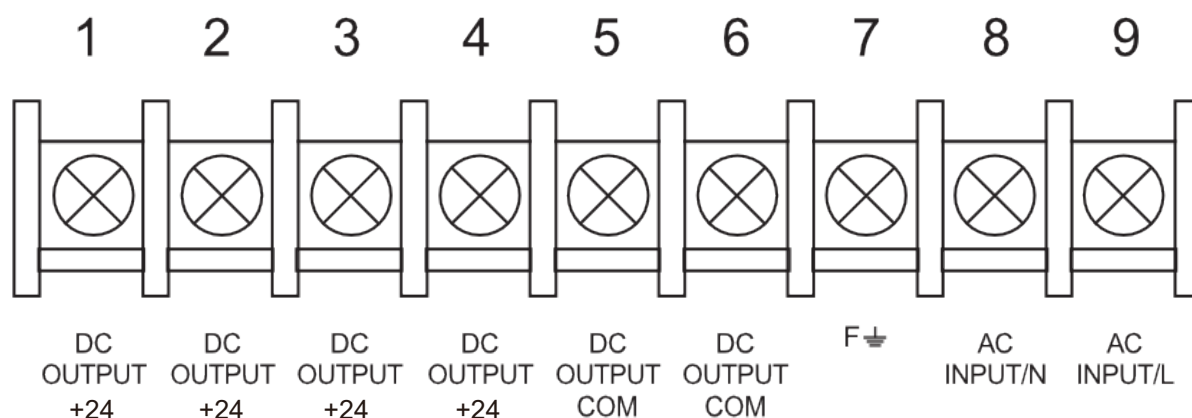 1 2 3 4 5 6 7 8 9
DC DC DC DC DC DC F⏚ AC AC
OUTPUT OUTPUT OUTPUT OUTPUT OUTPUT OUTPUT INPUT/N INPUT/L
+24 +24 +24 +24 COM COM